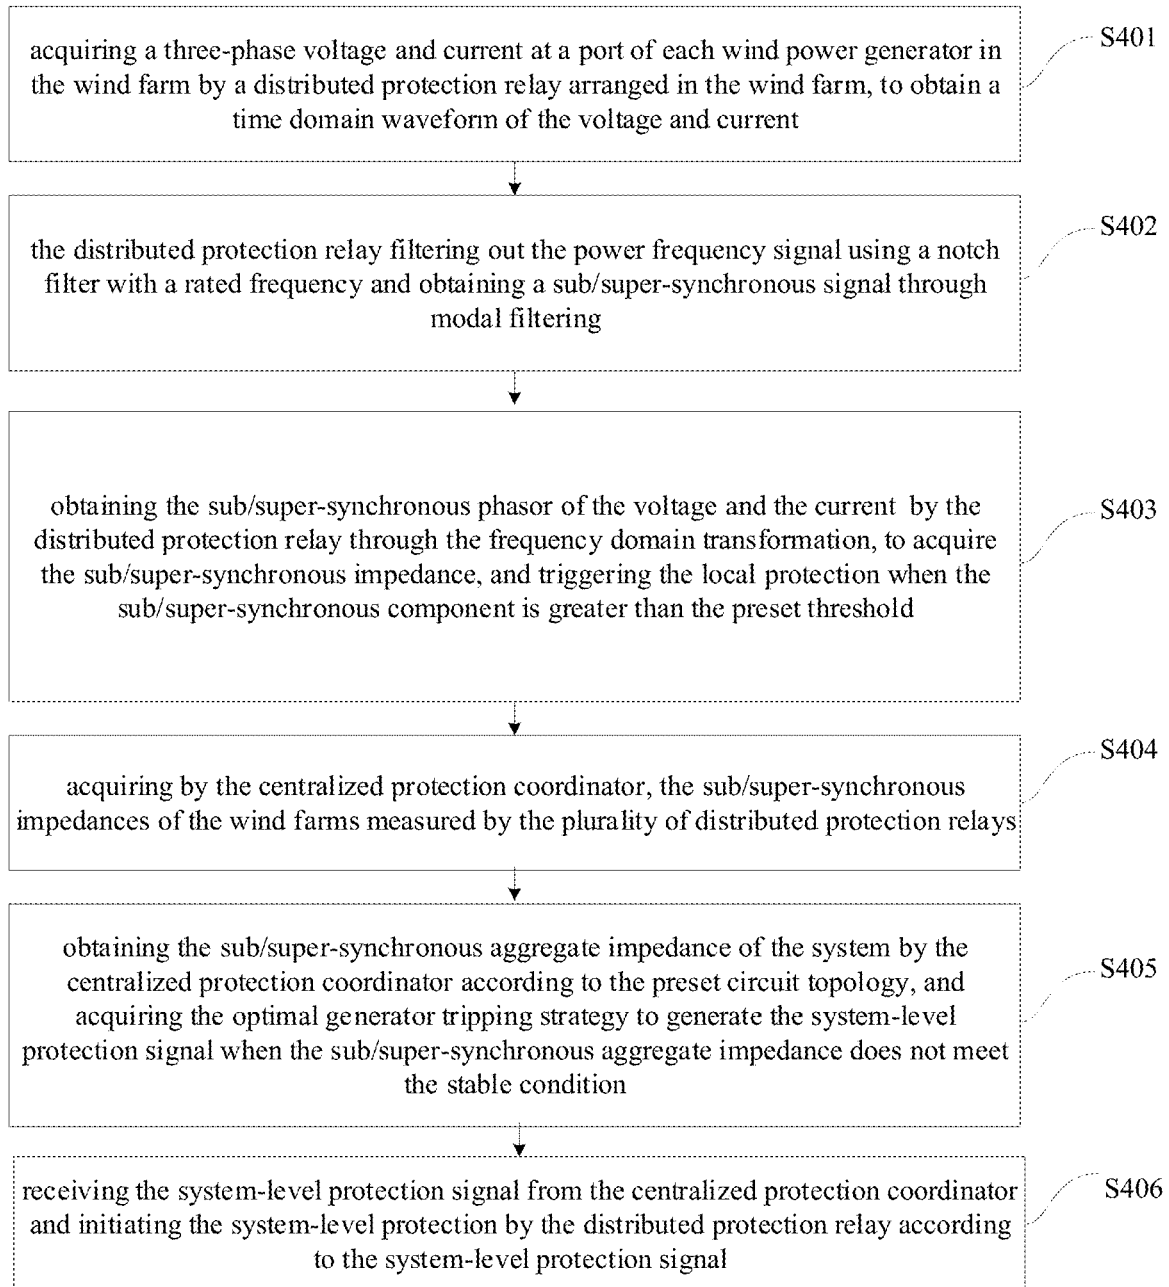 acquiring a three-phase voltage and current at a port of each wind power generator in
the wind farm by a distributed protection relay arranged in the wind farm, to obtain a
time domain waveform of the voltage and current
S401
the distributed protection relay filtering out the power frequency signal using a notch
filter with a rated frequency and obtaining a sub/super-synchronous signal through
modal filtering
S402
obtaining the sub/super-synchronous phasor of the voltage and the current by the
distributed protection relay through the frequency domain transformation, to acquire
the sub/super-synchronous impedance, and triggering the local protection when the
sub/super-synchronous component is greater than the preset threshold
S403
acquiring by the centralized protection coordinator, the sub/super-synchronous
impedances of the wind farms measured by the plurality of distributed protection relays
S404
obtaining the sub/super-synchronous aggregate impedance of the system by the
centralized protection coordinator according to the preset circuit topology, and
acquiring the optimal generator tripping strategy to generate the system-level
protection signal when the sub/super-synchronous aggregate impedance does not meet
the stable condition
S405
receiving the system-level protection signal from the centralized protection coordinator
and initiating the system-level protection by the distributed protection relay according
to the system-level protection signal
S406